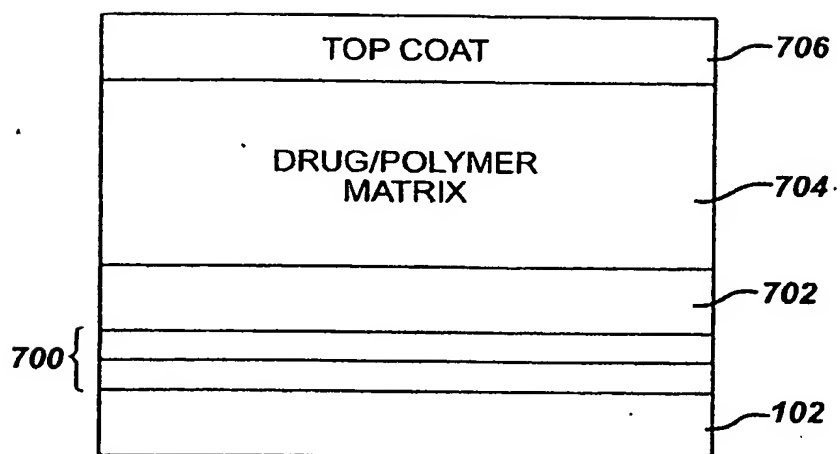 TOP COAT
706
DRUG/POLYMER
MATRIX
704
702
700
102